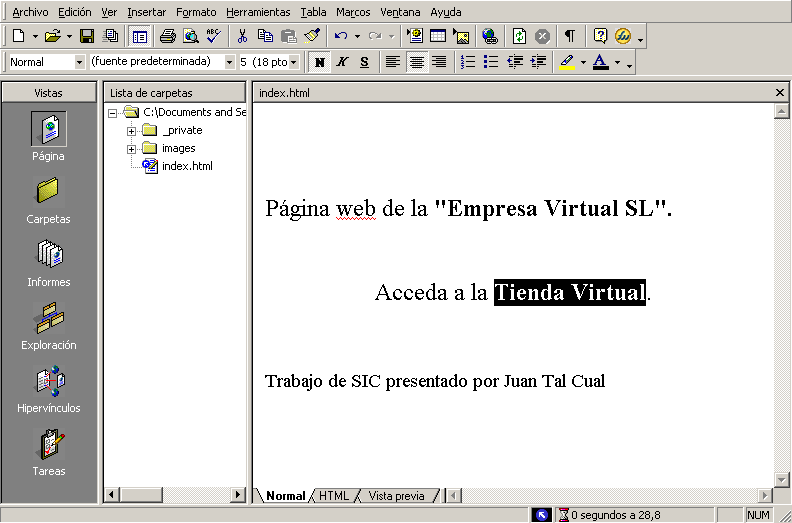 Archivo Edición Ver Insertar Formato Herramientas Tabla Marcos Ventana Ayuda
Normal (fuente predeterminada) 5 (18 pto N K S
Vistas
Página
Carpetas
Informes
Exploración
Hipervínculos
Tareas
Lista de carpetas
C:\Documents and Se
_private
images
index.html
index.html
Página web de la "Empresa Virtual SL".
Acceda a la Tienda Virtual.
Trabajo de SIC presentado por Juan Tal Cual
Normal HTML Vista previa
0 segundos a 28,8 NUM